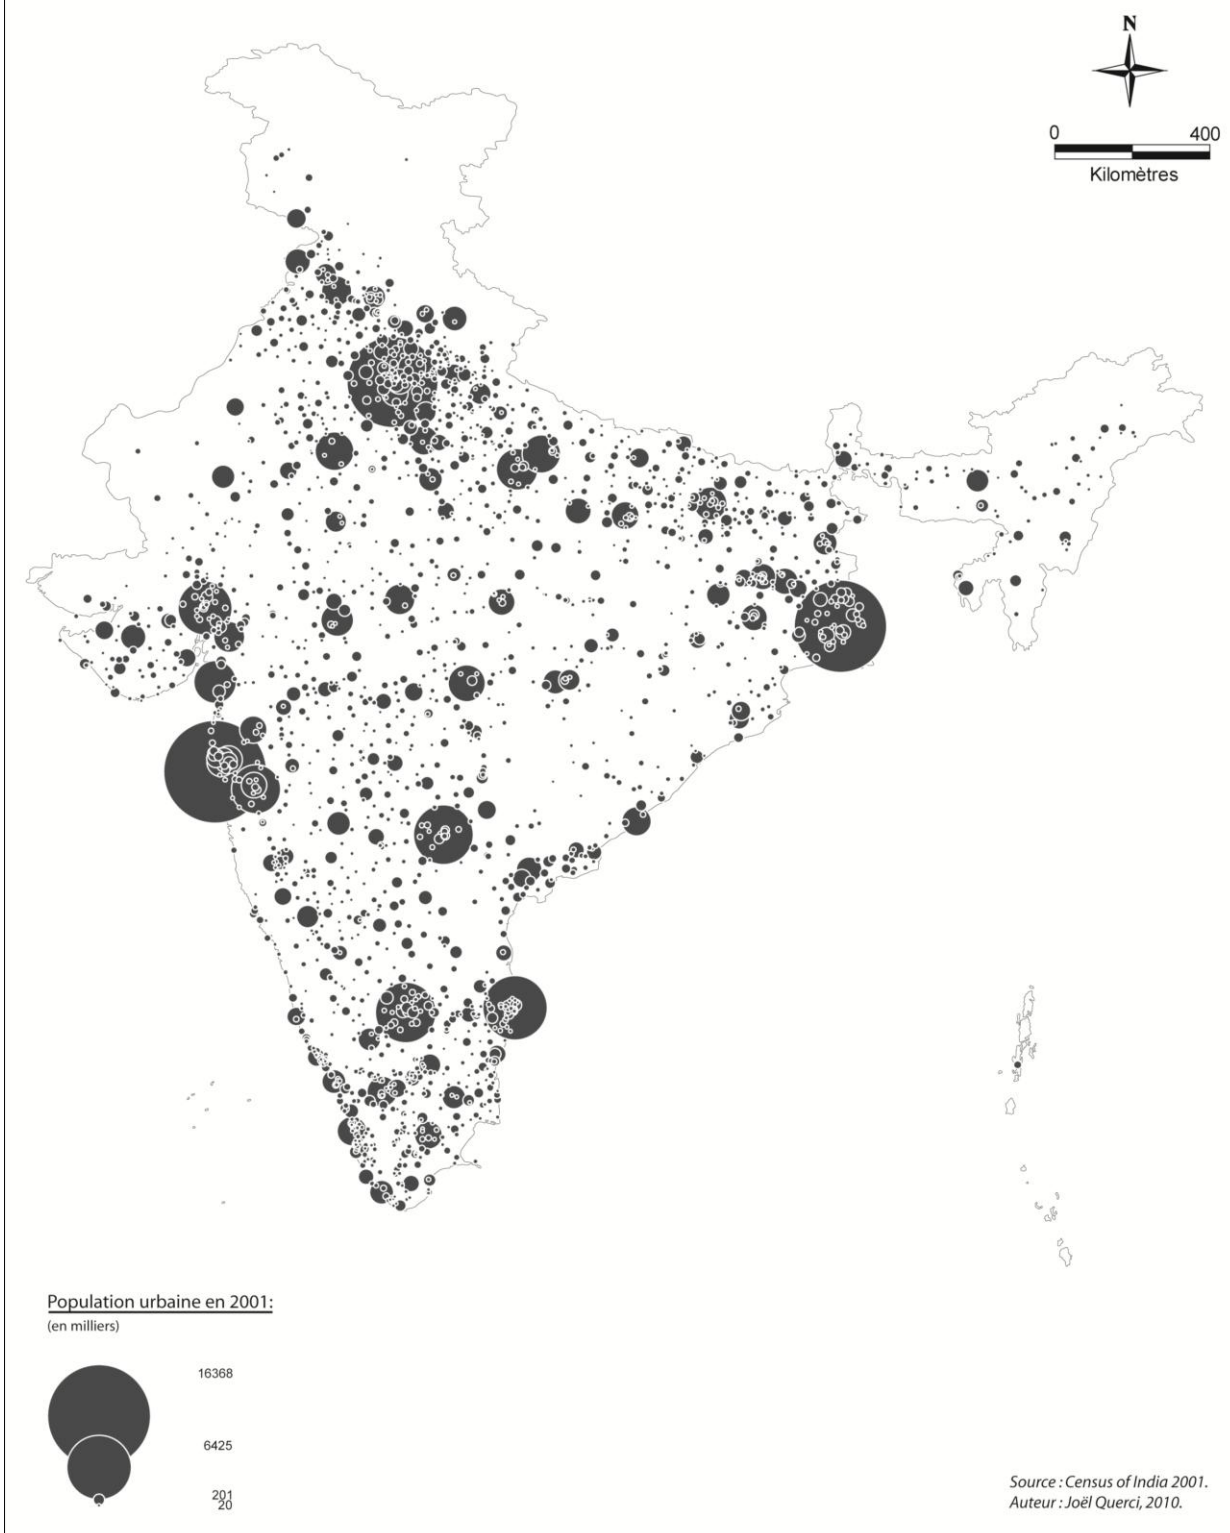 N
0 400
Kilomètres
Population urbaine en 2001:
(en milliers)
16368
6425
201
20
Source : Census of India 2001.
Auteur : Joël Querci, 2010.